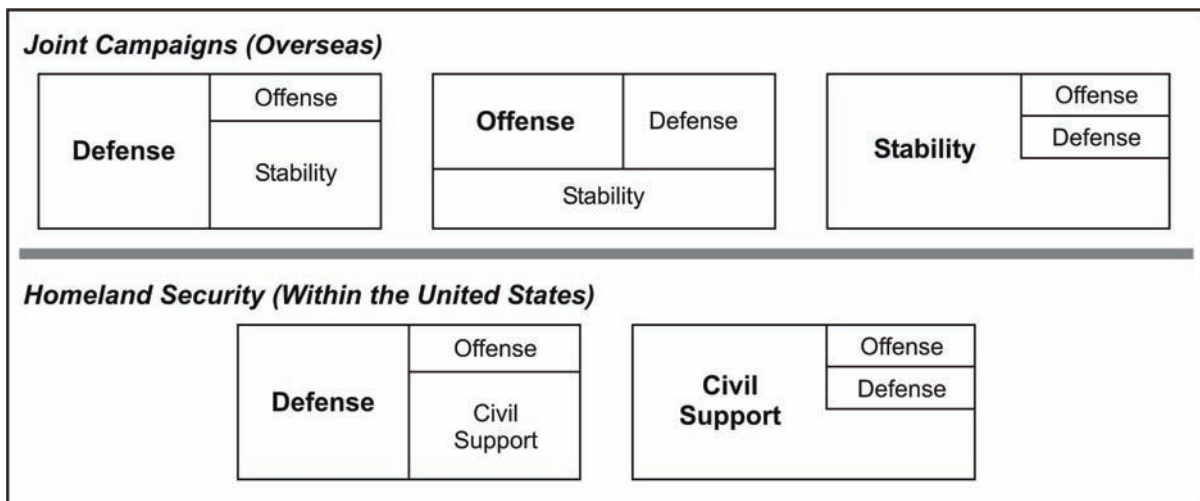 Joint Campaigns (Overseas)
Defense
Offense
Stability
Offense
Defense
Stability
Stability
Offense
Defense
Homeland Security (Within the United States)
Defense
Offense
Civil
Support
Civil
Support
Offense
Defense